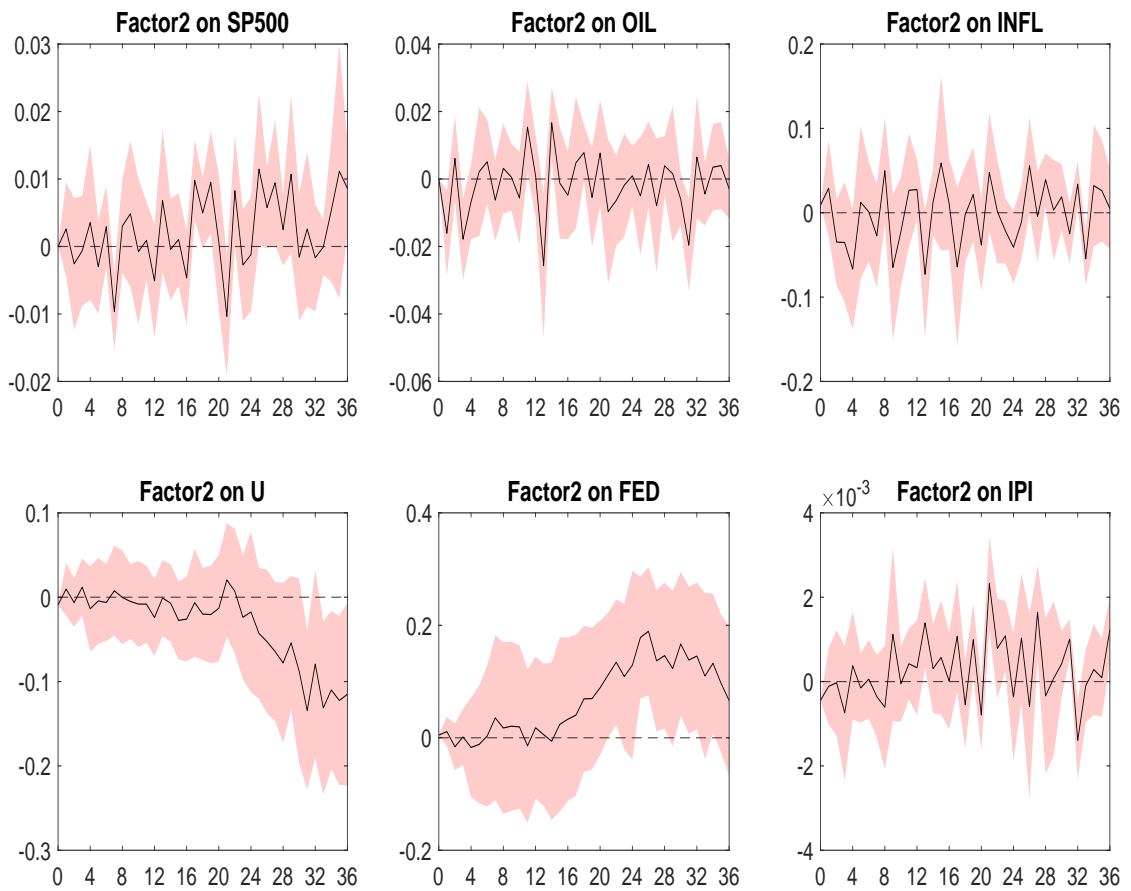 Factor2 on SP500
0.03
0.02
0.01
0
-0.01
-0.02
0 4 8 12 16 20 24 28 32 36
Factor2 on OIL
0.04
0.02
0
-0.02
-0.04
-0.06
0 4 8 12 16 20 24 28 32 36
Factor2 on INFL
0.2
0.1
0
-0.1
-0.2
0 4 8 12 16 20 24 28 32 36
Factor2 on U
0.1
0
-0.1
-0.2
-0.3
0 4 8 12 16 20 24 28 32 36
Factor2 on FED
0.4
0.2
0
-0.2
0 4 8 12 16 20 24 28 32 36
×10⁻³ Factor2 on IPI
4
2
0
-2
-4
0 4 8 12 16 20 24 28 32 36